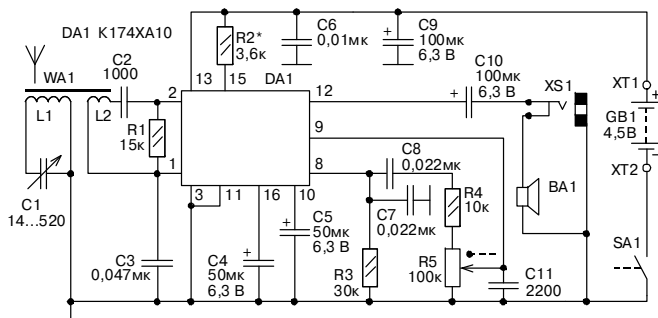 DA1 К174ХА10
WA1
L1
L2
C1
14...520
C2
1000
R1
15к
C3
0,047мк
2
1
13
15
R2*
3,6к
DA1
3
11
16
10
12
9
8
C4
50мк
6,3 В
C5
50мк
6,3 В
C6
0,01мк
C9
100мк
6,3 В
C10
100мк
6,3 В
C8
0,022мк
C7
0,022мк
R3
30к
R4
10к
R5
100к
C11
2200
XS1
BA1
XT1
+
GB1
4,5В
−
XT2
SA1
+
+
+
+